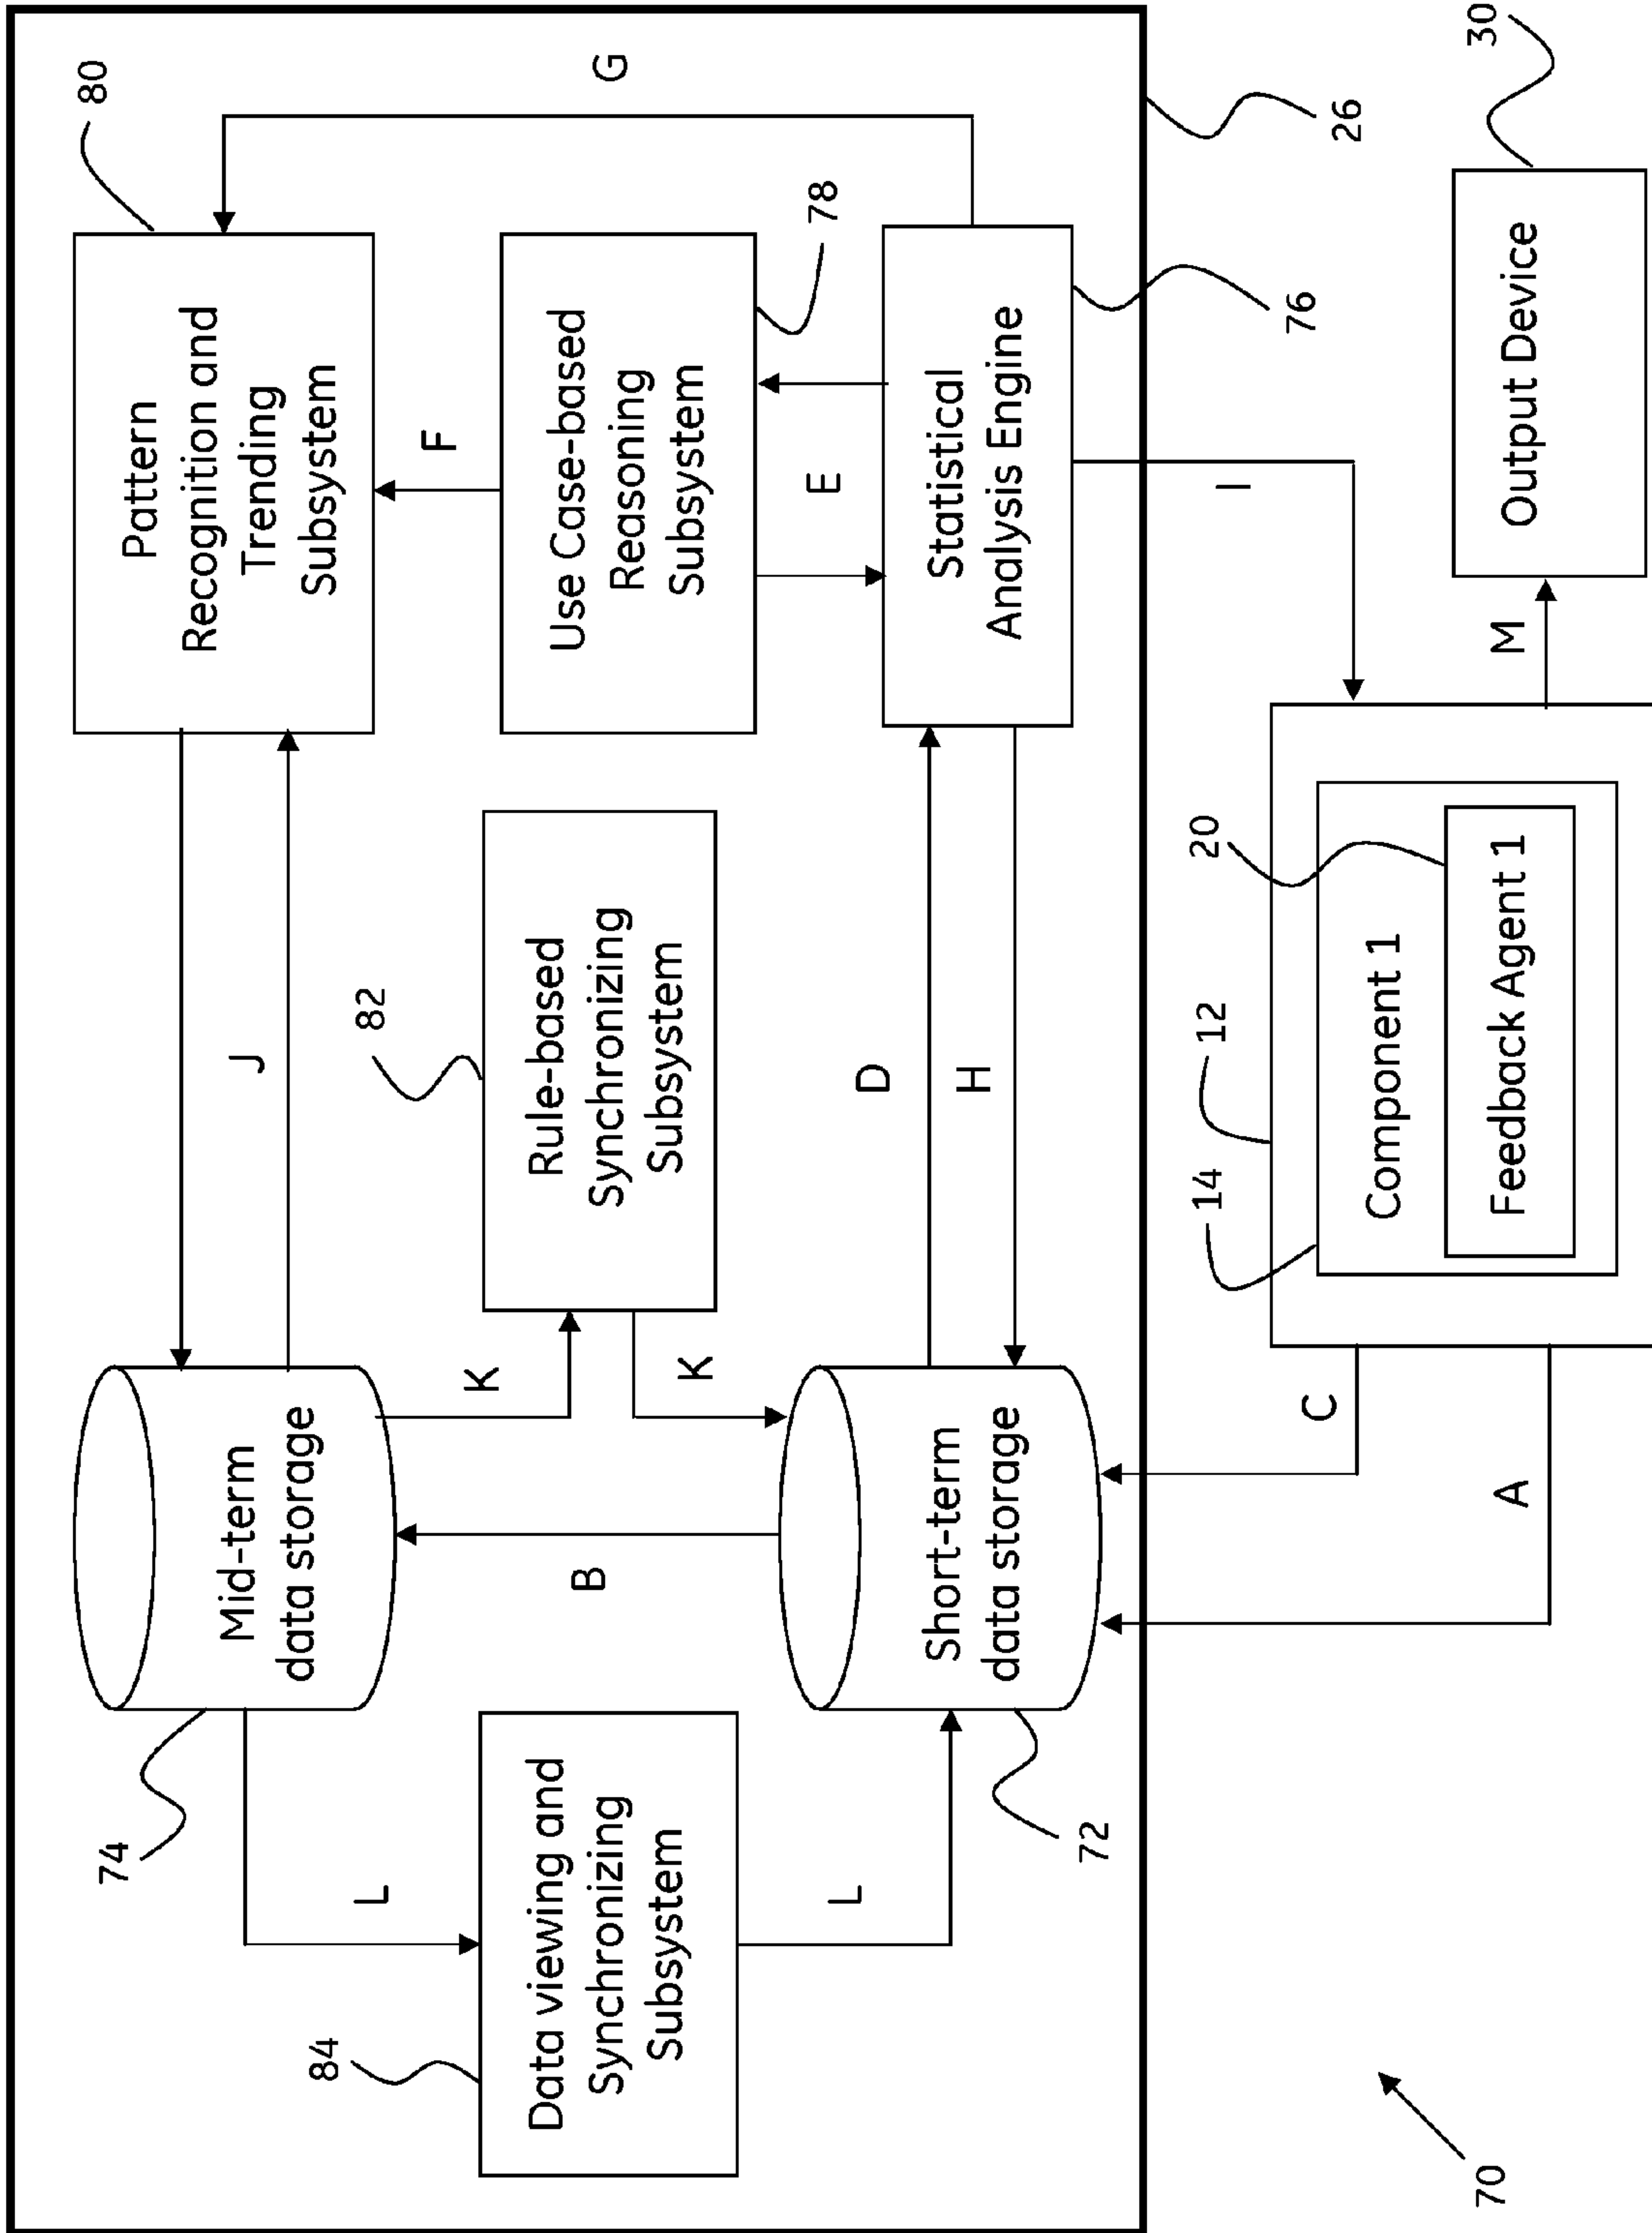 80
G
Pattern
Recognition and
Trending
Subsystem
F
Use Case-based
Reasoning
Subsystem
78
E
Statistical
Analysis Engine
76
26
I
30
Output Device
M
J
82
Rule-based
Synchronizing
Subsystem
D
H
20
12
14
Component 1
Feedback Agent 1
Mid-term
data storage
K
K
B
Short-term
data storage
C
A
74
L
Data viewing and
Synchronizing
Subsystem
L
72
84
70